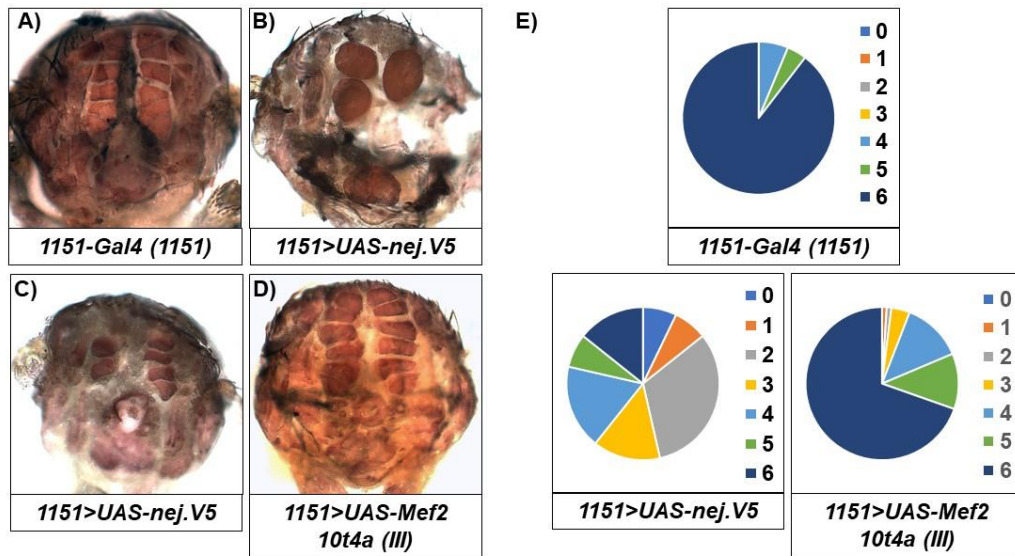 A)
B)
1151-Gal4 (1151)
1151>UAS-nej.V5
C)
D)
1151>UAS-nej.V5
1151>UAS-Mef2
10t4a (III)
E)
0
1
2
3
4
5
6
1151-Gal4 (1151)
0
1
2
3
4
5
6
1151>UAS-nej.V5
0
1
2
3
4
5
6
1151>UAS-Mef2
10t4a (III)